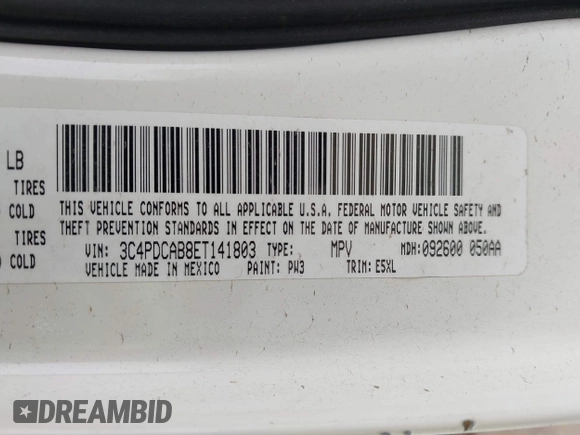 LB
TIRES
COLD
TIRES
COLD
THIS VEHICLE CONFORMS TO ALL APPLICABLE U.S.A. FEDERAL MOTOR VEHICLE SAFETY AND
THEFT PREVENTION STANDARDS IN EFFECT ON THE DATE OF MANUFACTURE SHOWN ABOVE.
VIN: 3C4PDCAB8ET141803 TYPE: MPV MDH:092600 050AA
VEHICLE MADE IN MEXICO PAINT: PW3 TRIM: E5XL
DREAMBID